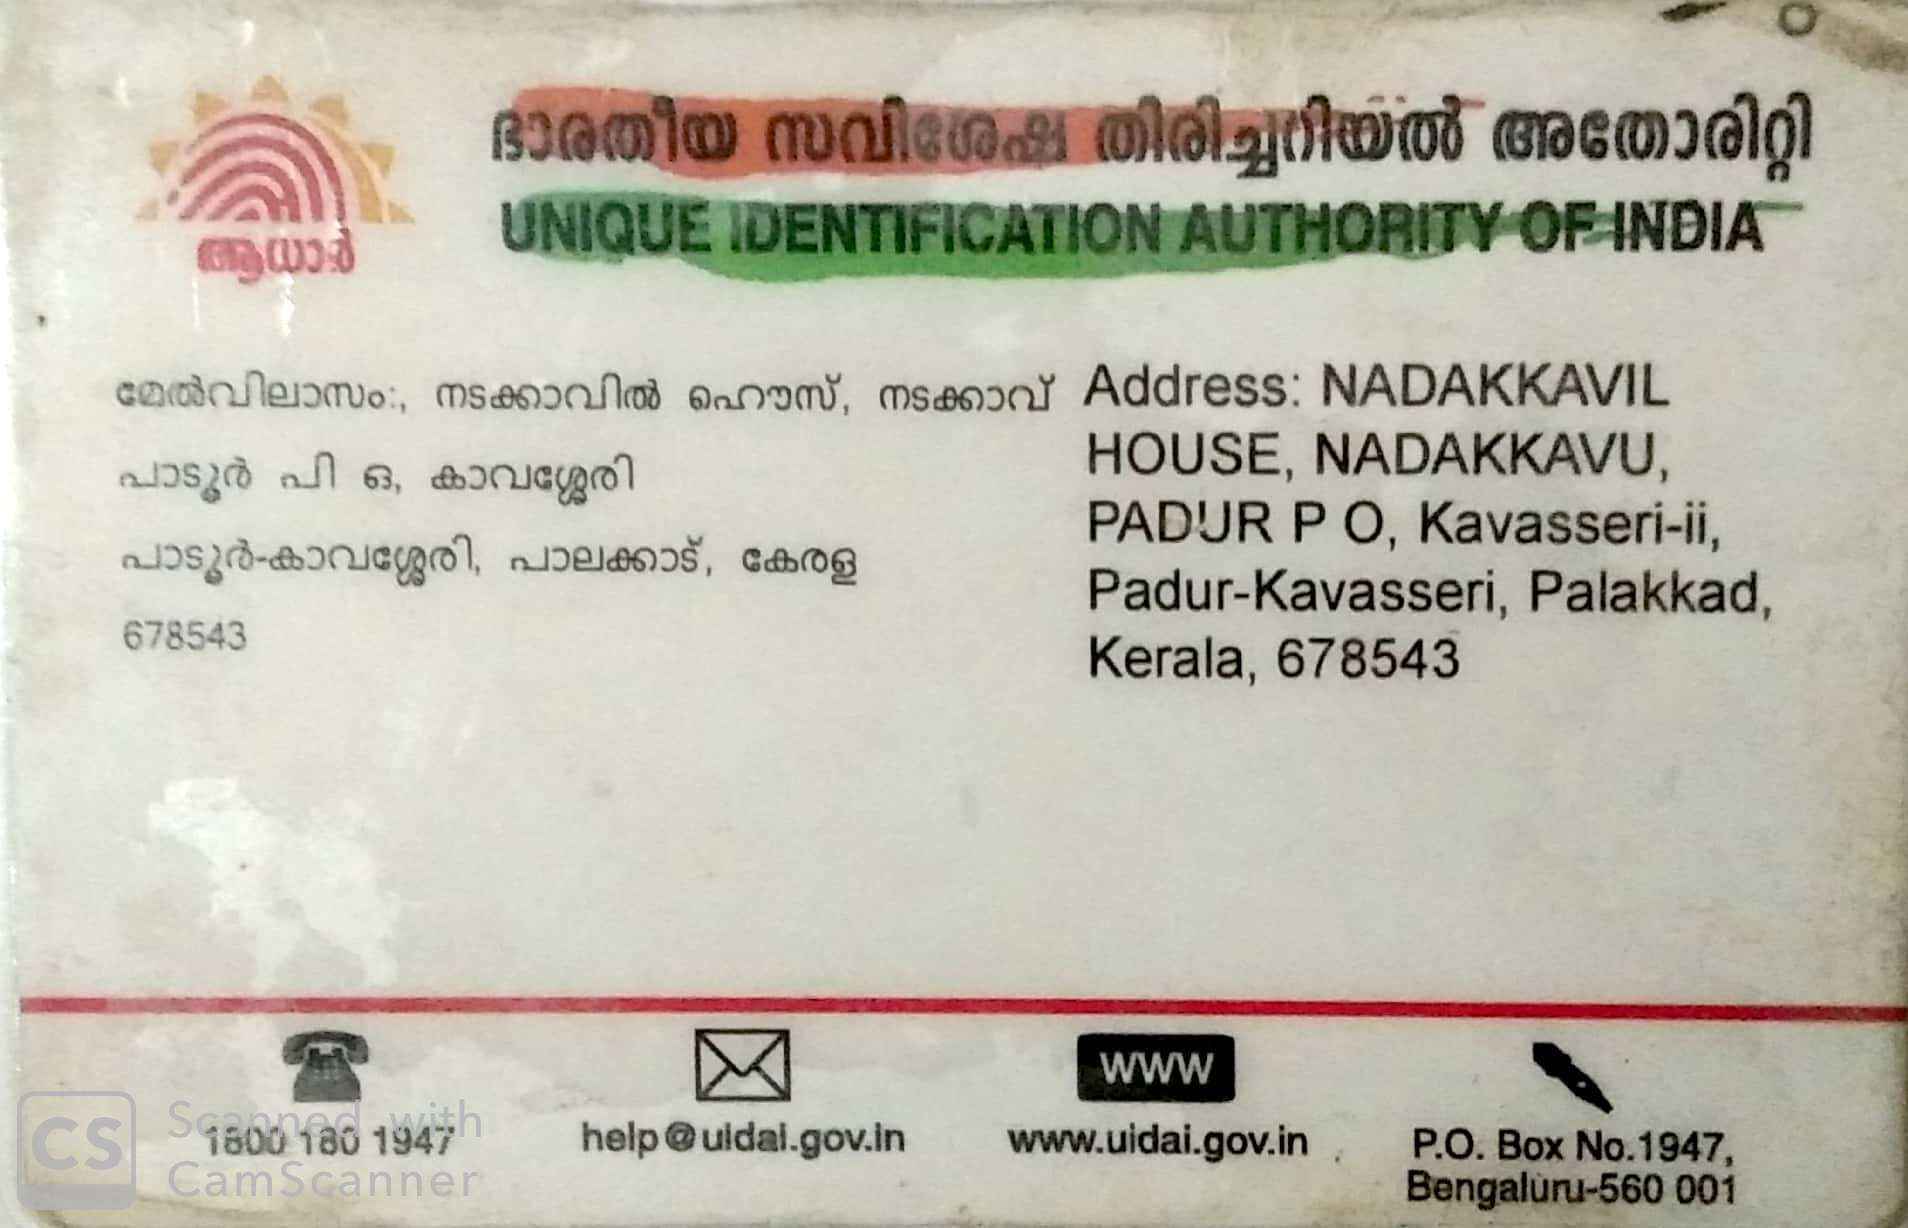 ഭാരതീയ സവിശേഷ തിരിച്ചറിയൽ അതോരിറ്റി
UNIQUE IDENTIFICATION AUTHORITY OF INDIA
ആധാർ
മേൽവിലാസം:, നടക്കാവിൽ ഹൌസ്, നടക്കാവ്
പാടൂർ പി ഒ, കാവശ്ശേരി
പാടൂർ-കാവശ്ശേരി, പാലക്കാട്, കേരള
678543
Address: NADAKKAVIL
HOUSE, NADAKKAVU,
PADUR P O, Kavasseri-ii,
Padur-Kavasseri, Palakkad,
Kerala, 678543
1800 180 1947
help@uidai.gov.in
WWW
www.uidai.gov.in
P.O. Box No.1947,
Bengaluru-560 001
CS
Scanned with
CamScanner